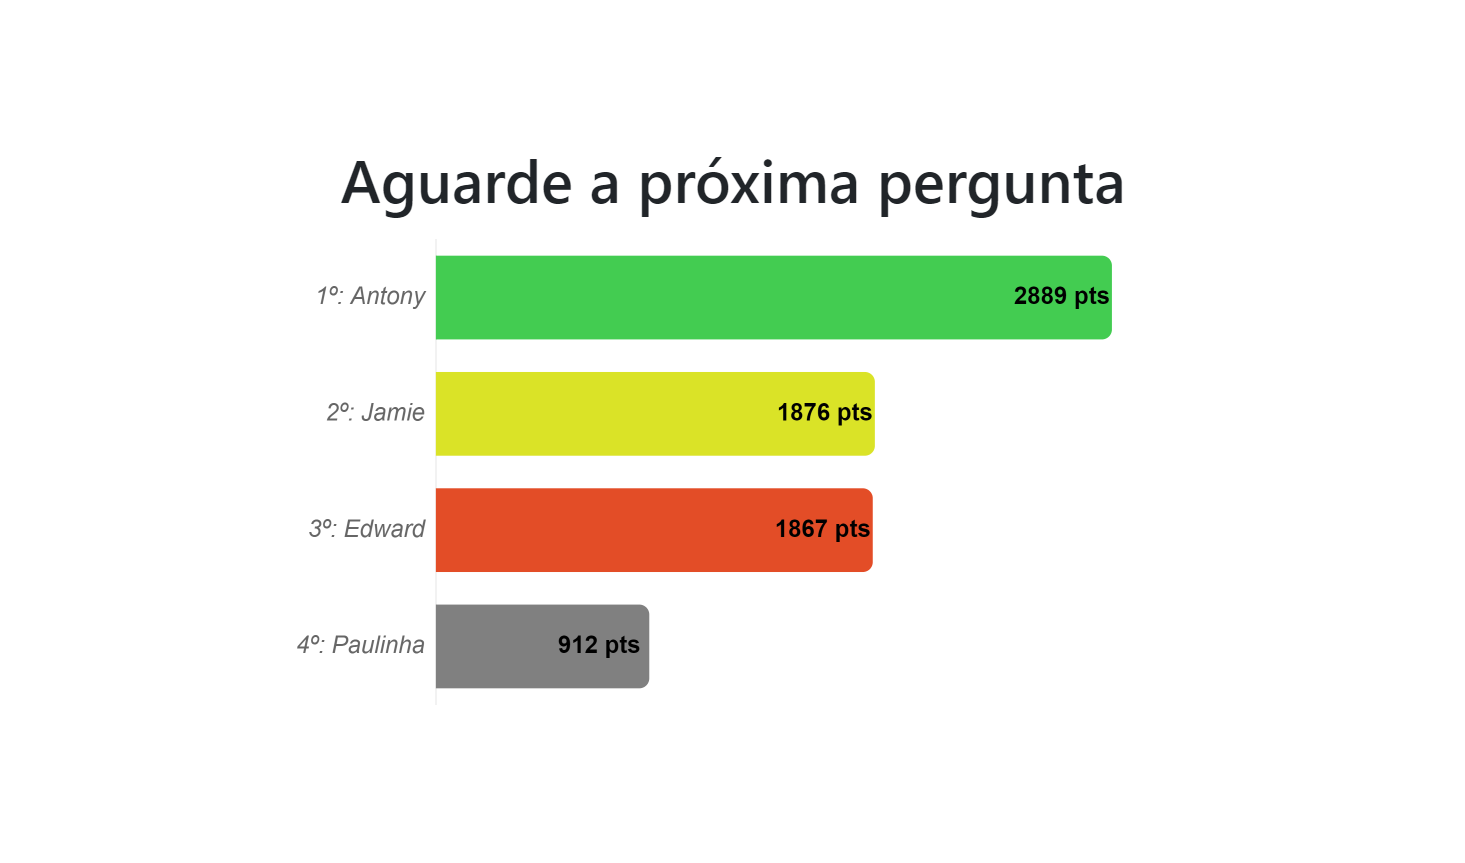 Aguarde a próxima pergunta
1º: Antony 2889 pts
2º: Jamie 1876 pts
3º: Edward 1867 pts
4º: Paulinha 912 pts